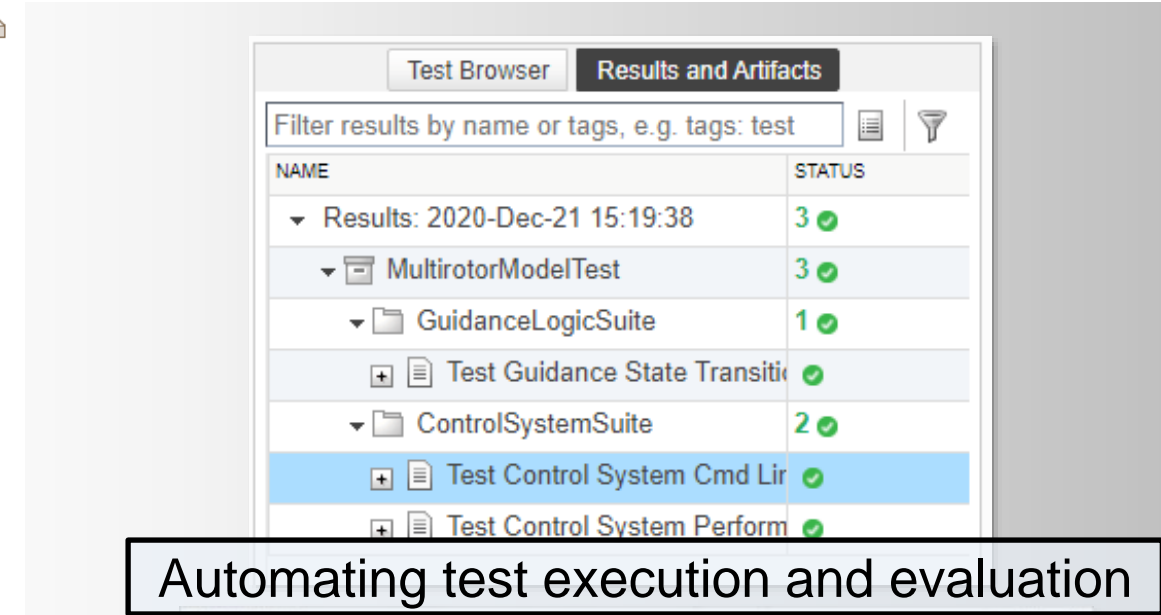 Test Browser Results and Artifacts
Filter results by name or tags, e.g. tags: test
NAME STATUS
Results: 2020-Dec-21 15:19:38 3
MultirotorModelTest 3
GuidanceLogicSuite 1
Test Guidance State Transitio
ControlSystemSuite 2
Test Control System Cmd Lir
Test Control System Perform
Automating test execution and evaluation